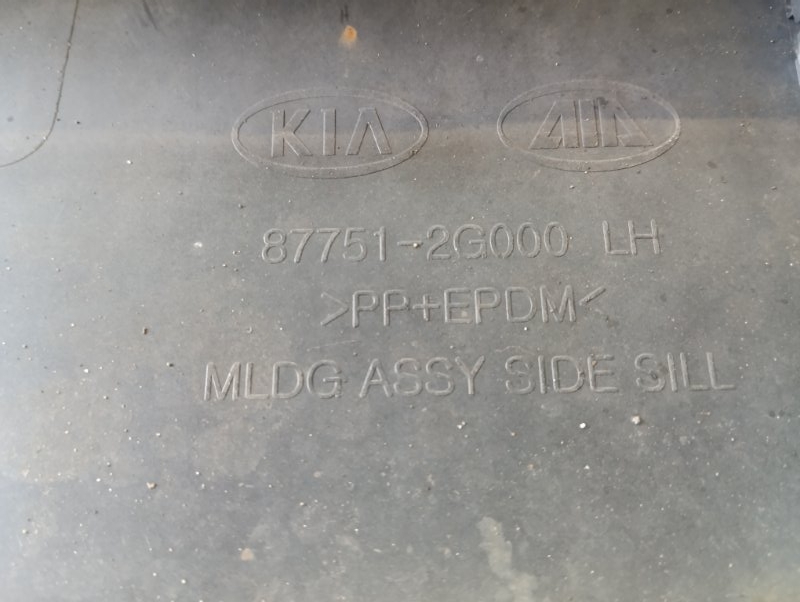 KIA
87751-2G000 LH
>PP+EPDM<
MLDG ASSY SIDE SILL